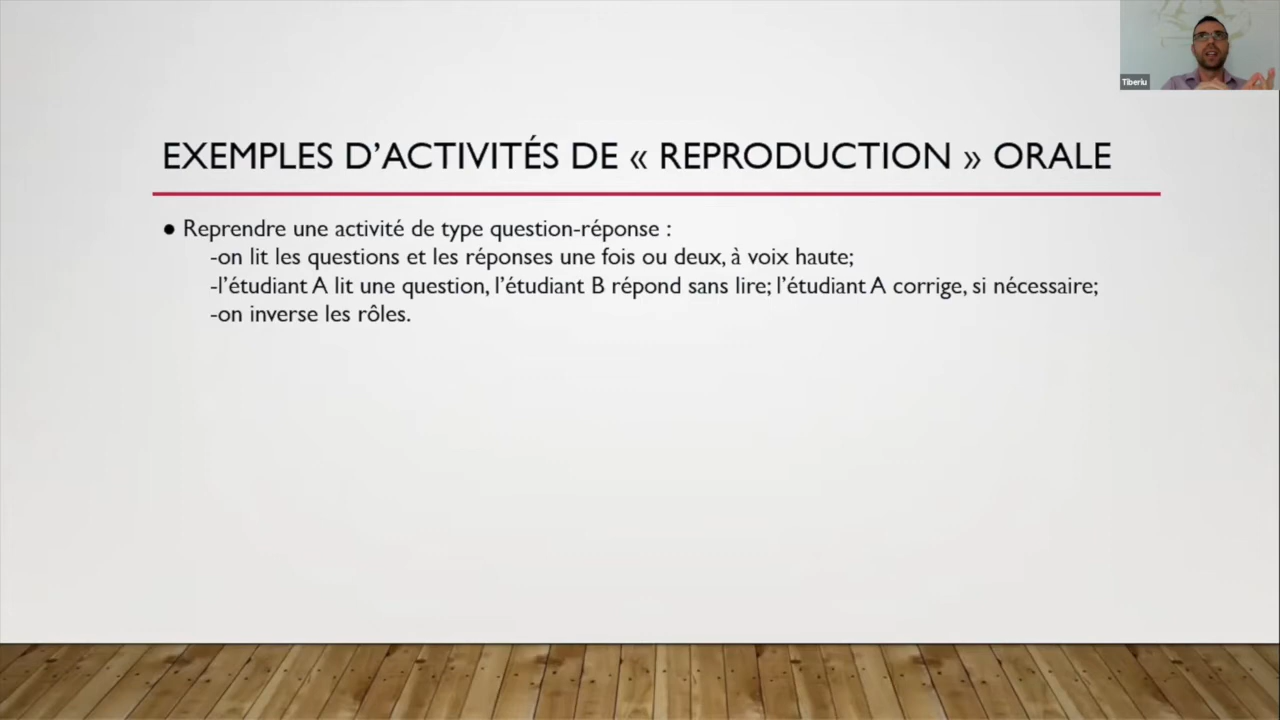 Tiberiu
EXEMPLES D’ACTIVITÉS DE « REPRODUCTION » ORALE
● Reprendre une activité de type question-réponse :
-on lit les questions et les réponses une fois ou deux, à voix haute;
-l’étudiant A lit une question, l’étudiant B répond sans lire; l’étudiant A corrige, si nécessaire;
-on inverse les rôles.